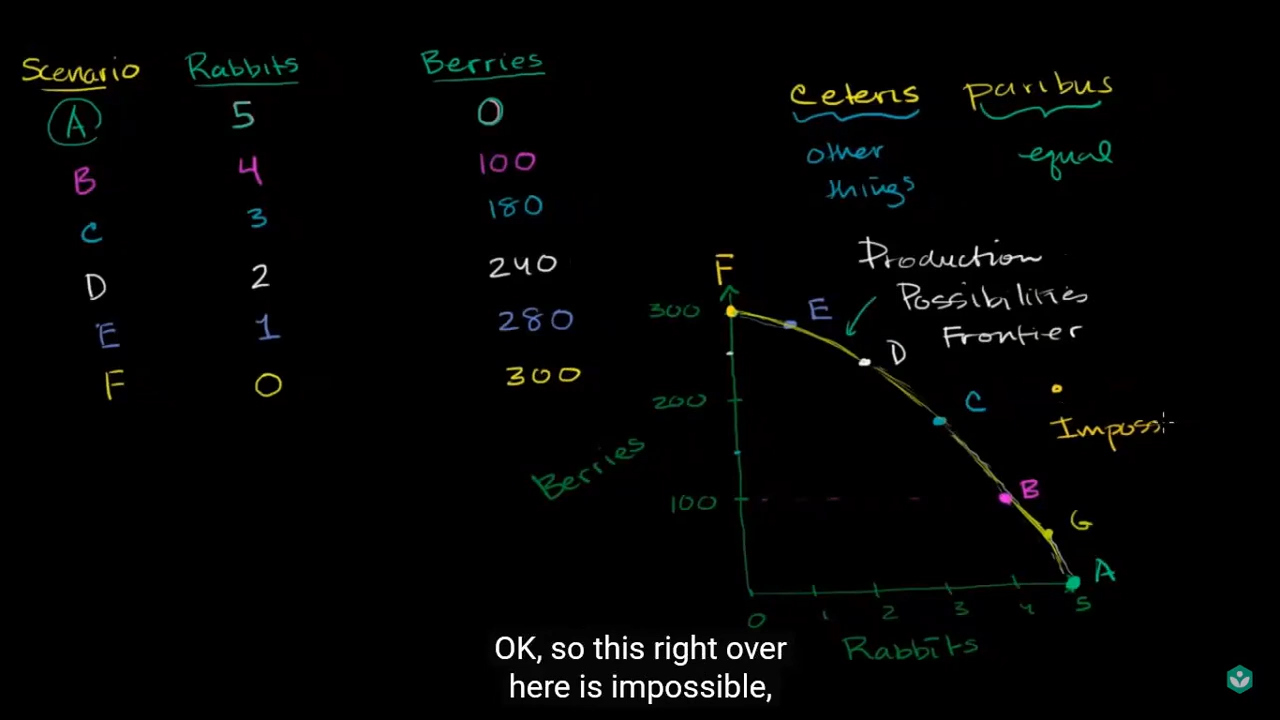 Scenario Rabbits Berries
A 5 0
B 4 100
C 3 180
D 2 240
E 1 280
F 0 300
Ceteris paribus
other equal
things
Production
Possibilities
Frontier
F
300
E
D
200
C
Imposs
Berries
100
B
G
A
0 1 2 3 4 5
Rabbits
OK, so this right over
here is impossible,